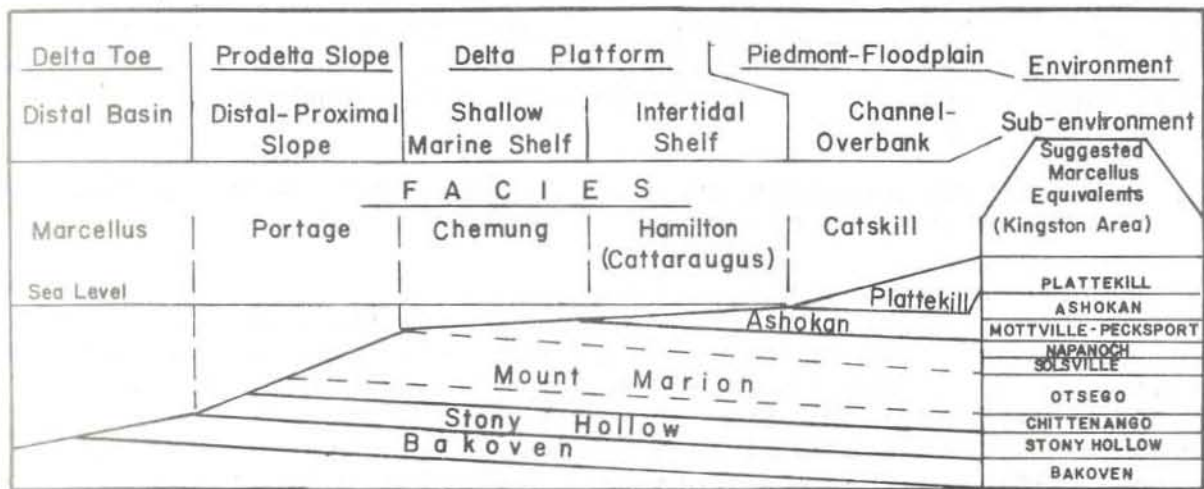 Delta Toe Prodelta Slope Delta Platform Piedmont-Floodplain Environment
Distal Basin Distal-Proximal Slope Shallow Marine Shelf Intertidal Shelf Channel-Overbank Sub-environment
FACIES
Marcellus Portage Chemung Hamilton (Cattaraugus) Catskill
Suggested
Marcellus
Equivalents
(Kingston Area)
Sea Level
Plattekill
Ashokan
Mount Marion
Stony Hollow
Bakoven
PLATTEKILL
ASHOKAN
MOTTVILLE-PECKSPORT
NAPANOCH
SOLSVILLE
OTSEGO
CHITTENANGO
STONY HOLLOW
BAKOVEN